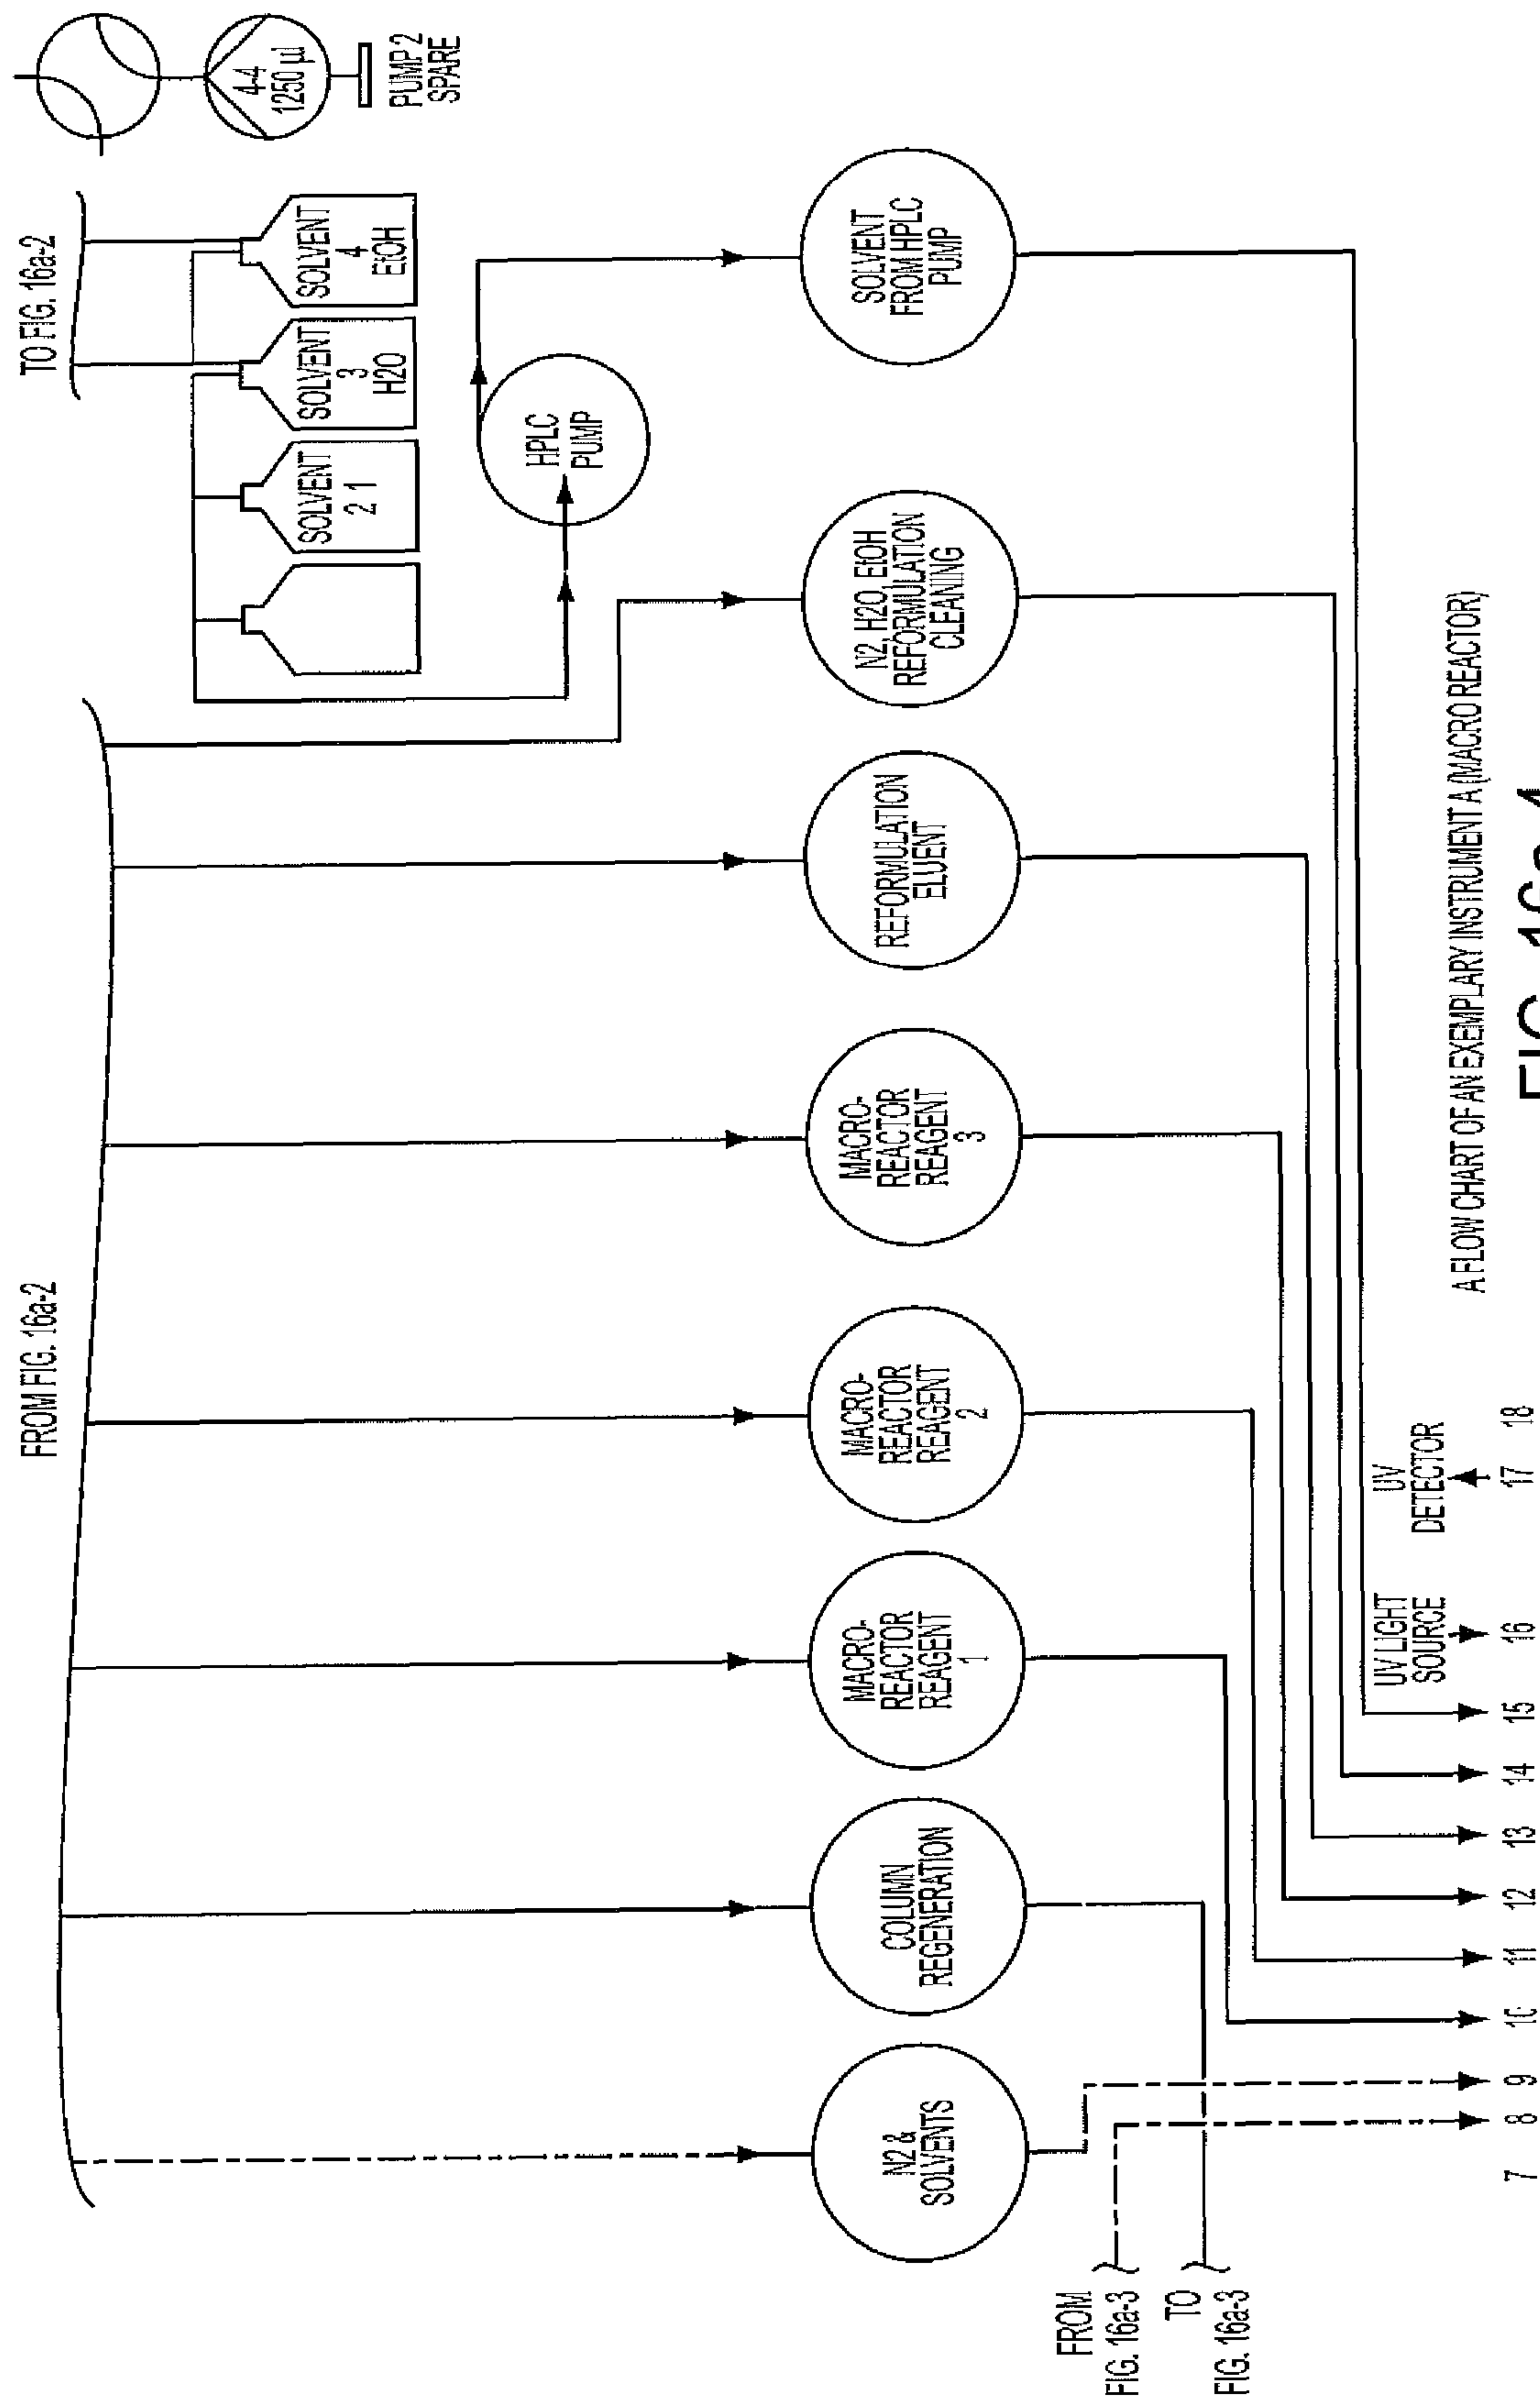 FROM FIG. 16a-2
TO FIG. 16a-2
4-4
1250 µl
PUMP 2
SPARE
SOLVENT
2 1
SOLVENT
3
H2O
SOLVENT
4
EtOH
HPLC
PUMP
N2 &
SOLVENTS
COLUMN
REGENERATION
MACRO-
REACTOR
REAGENT
1
MACRO-
REACTOR
REAGENT
2
MACRO-
REACTOR
REAGENT
3
REFORMULATION
ELUENT
N2, H2O, EtOH
REFORMULATION
CLEANING
SOLVENT
FROM HPLC
PUMP
FROM
FIG. 16a-3
TO
FIG. 16a-3
UV LIGHT
SOURCE
UV
DETECTOR
7 8 9 10 11 12 13 14 15 16 17 18
A FLOW CHART OF AN EXEMPLARY INSTRUMENT A (MACRO REACTOR)
FIG. 16a-4